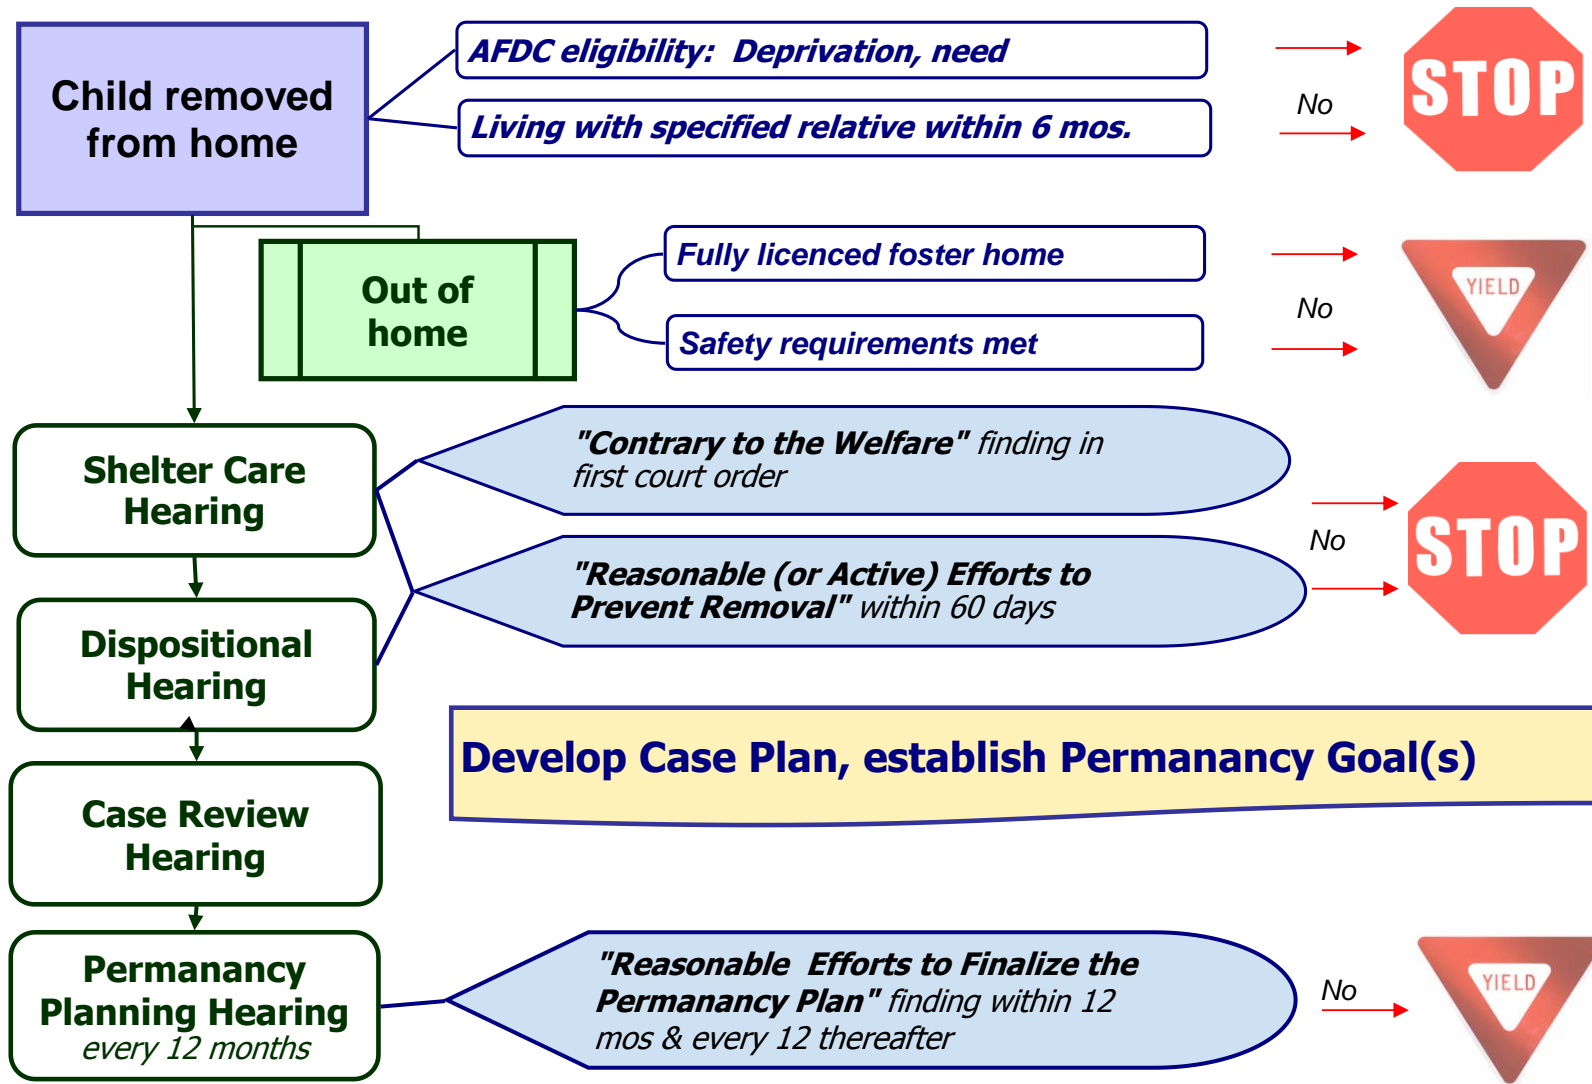 Child removed
from home
AFDC eligibility: Deprivation, need
Living with specified relative within 6 mos.
No
STOP
Out of
home
Fully licenced foster home
Safety requirements met
No
YIELD
Shelter Care
Hearing
"Contrary to the Welfare" finding in
first court order
"Reasonable (or Active) Efforts to
Prevent Removal" within 60 days
No
STOP
Dispositional
Hearing
Develop Case Plan, establish Permanancy Goal(s)
Case Review
Hearing
Permanancy
Planning Hearing
every 12 months
"Reasonable Efforts to Finalize the
Permanancy Plan" finding within 12
mos & every 12 thereafter
No
YIELD